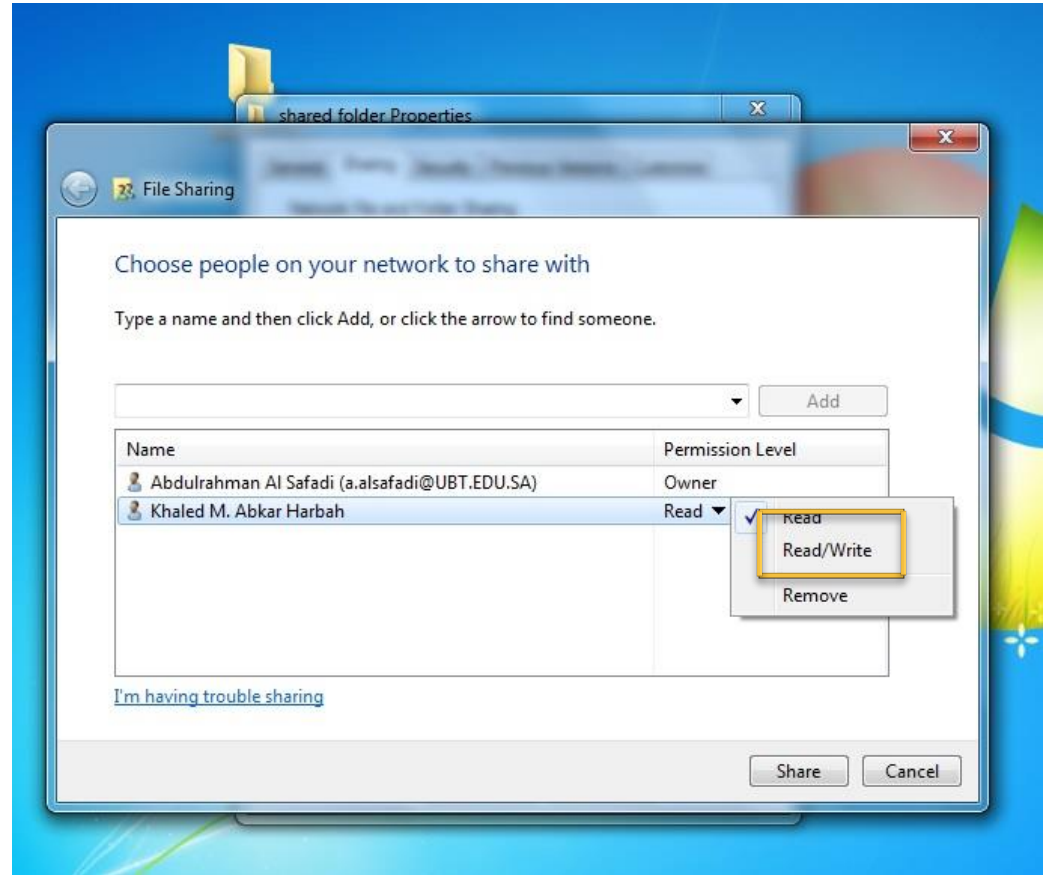 shared folder Properties
File Sharing
Choose people on your network to share with
Type a name and then click Add, or click the arrow to find someone.
Add
Name Permission Level
Abdulrahman Al Safadi (a.alsafadi@UBT.EDU.SA) Owner
Khaled M. Abkar Harbah Read
Read
Read/Write
Remove
I'm having trouble sharing
Share Cancel